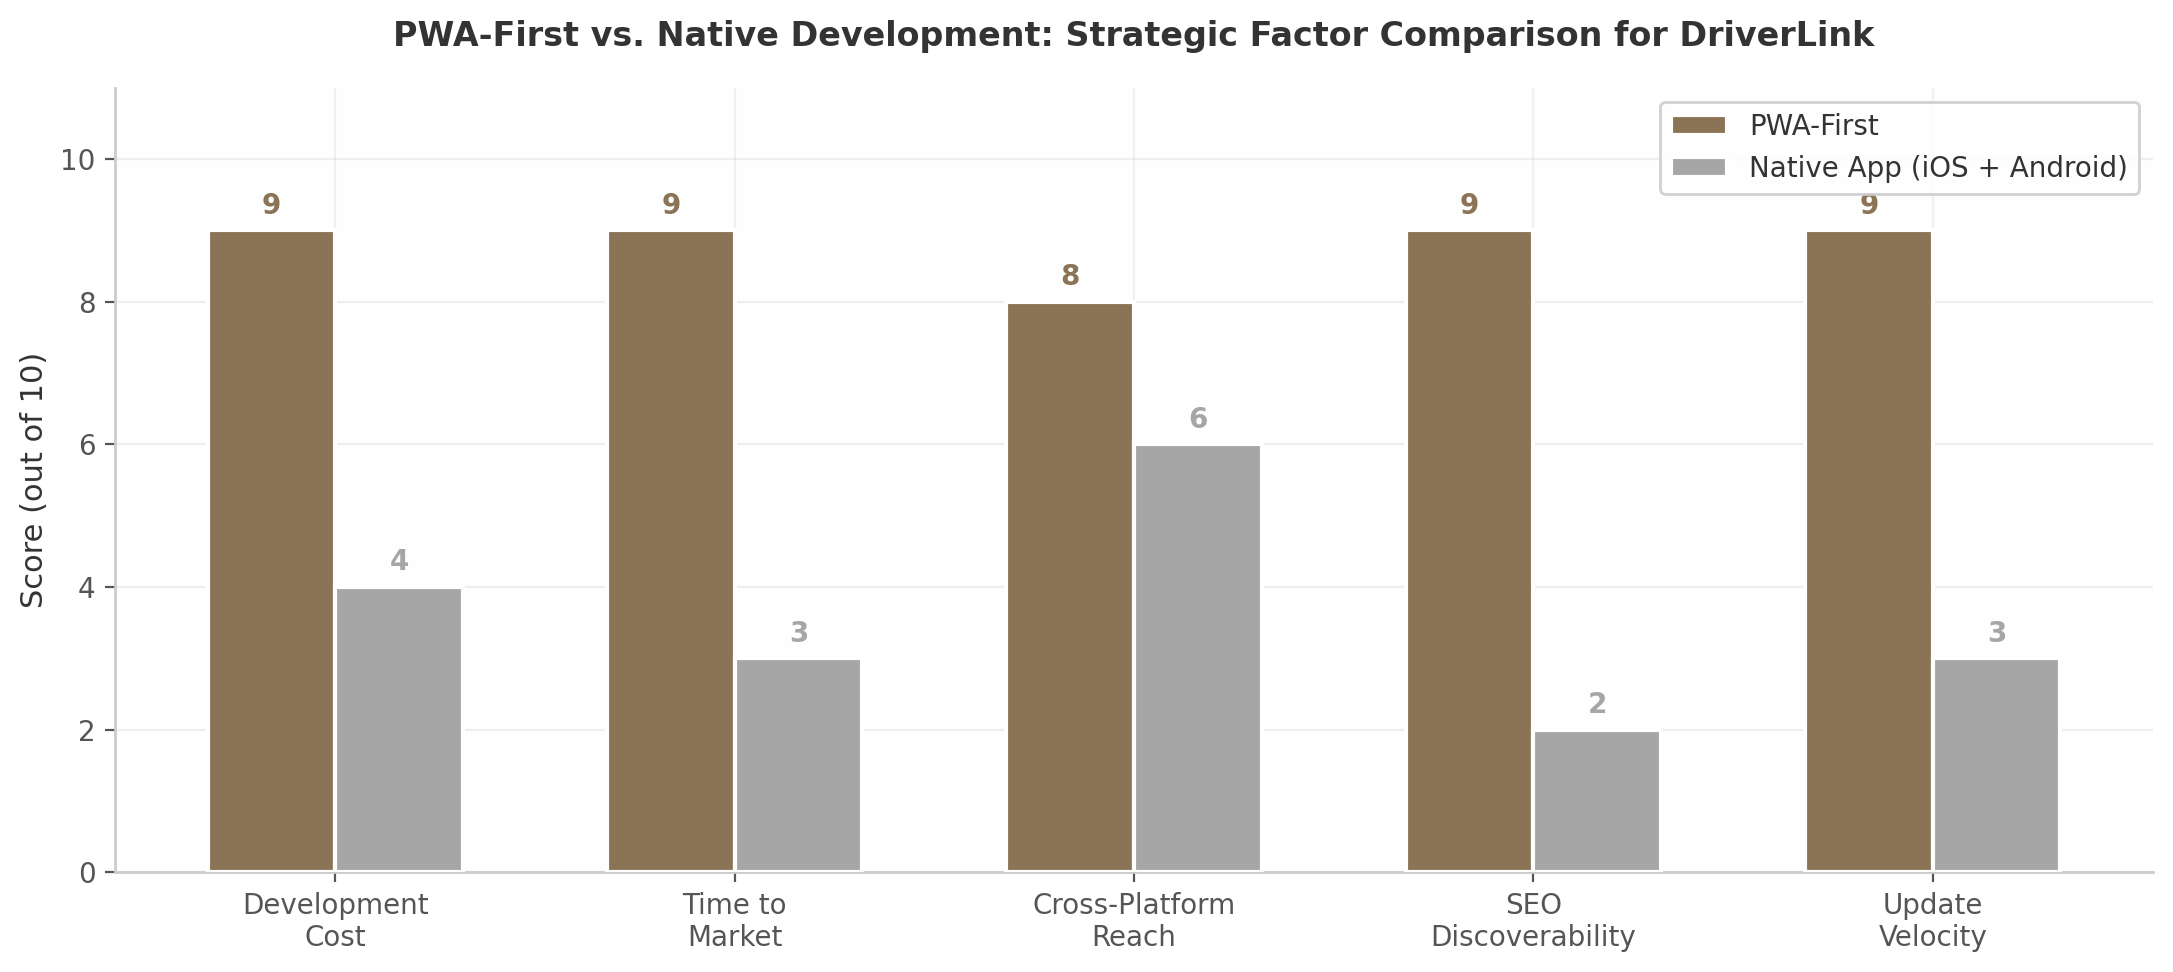 PWA-First vs. Native Development: Strategic Factor Comparison for DriverLink
PWA-First
Native App (iOS + Android)
Score (out of 10)
10
8
6
4
2
0
9
4
9
3
8
6
9
2
9
3
Development
Cost
Time to
Market
Cross-Platform
Reach
SEO
Discoverability
Update
Velocity